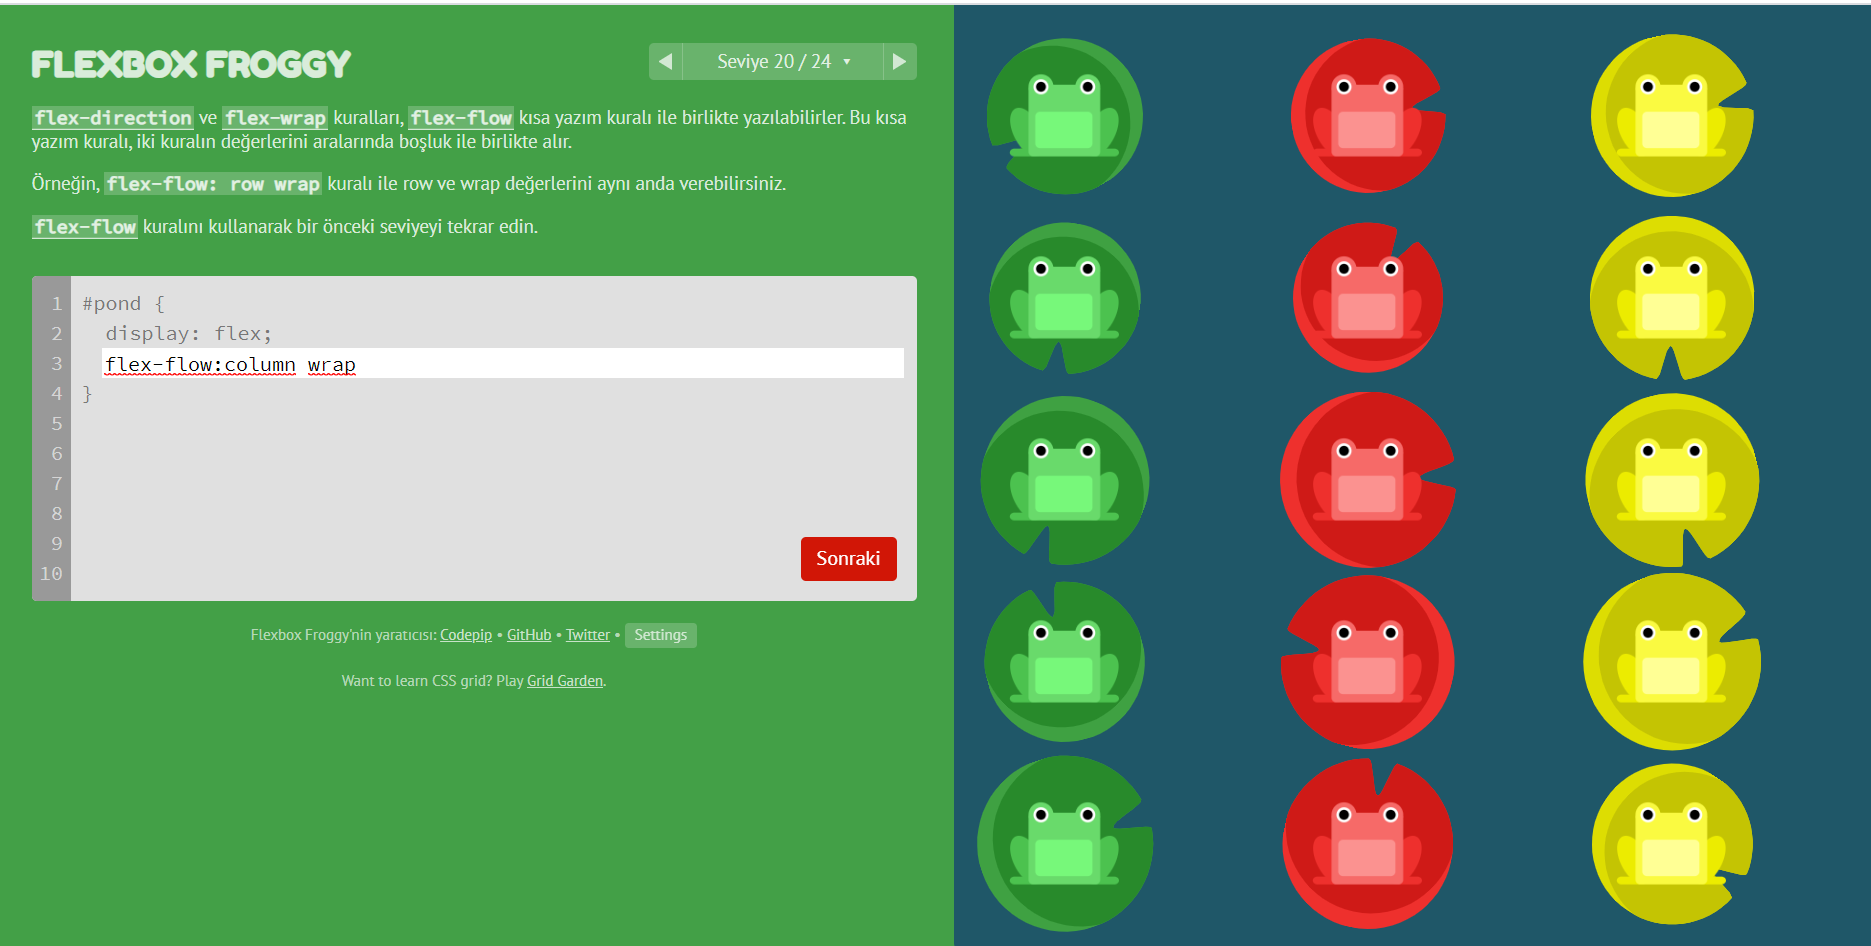 FLEXBOX FROGGY
Seviye 20 / 24
flex-direction ve flex-wrap kuralları, flex-flow kısa yazım kuralı ile birlikte yazılabilirler. Bu kısa
yazım kuralı, iki kuralın değerlerini aralarında boşluk ile birlikte alır.
Örneğin, flex-flow: row wrap kuralı ile row ve wrap değerlerini aynı anda verebilirsiniz.
flex-flow kuralını kullanarak bir önceki seviyeyi tekrar edin.
1 #pond {
2 display: flex;
3 flex-flow:column wrap
4 }
5
6
7
8
9
10
Sonraki
Flexbox Froggy'nin yaratıcısı: Codepip • GitHub • Twitter • Settings
Want to learn CSS grid? Play Grid Garden.